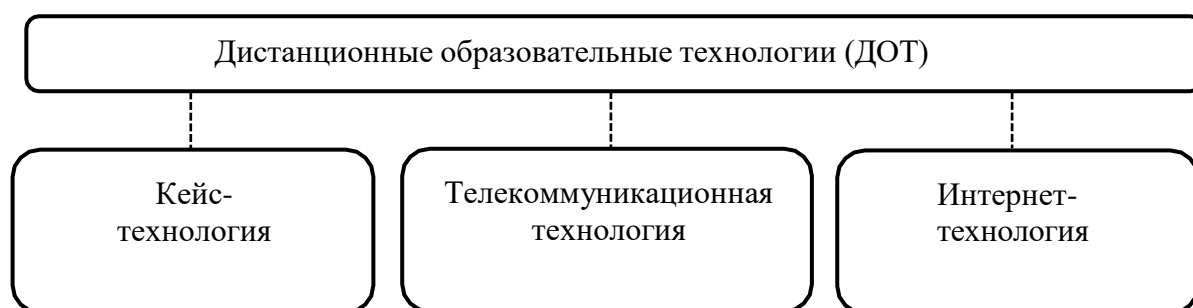 Дистанционные образовательные технологии (ДОТ)
Кейс-
технология
Телекоммуникационная
технология
Интернет-
технология